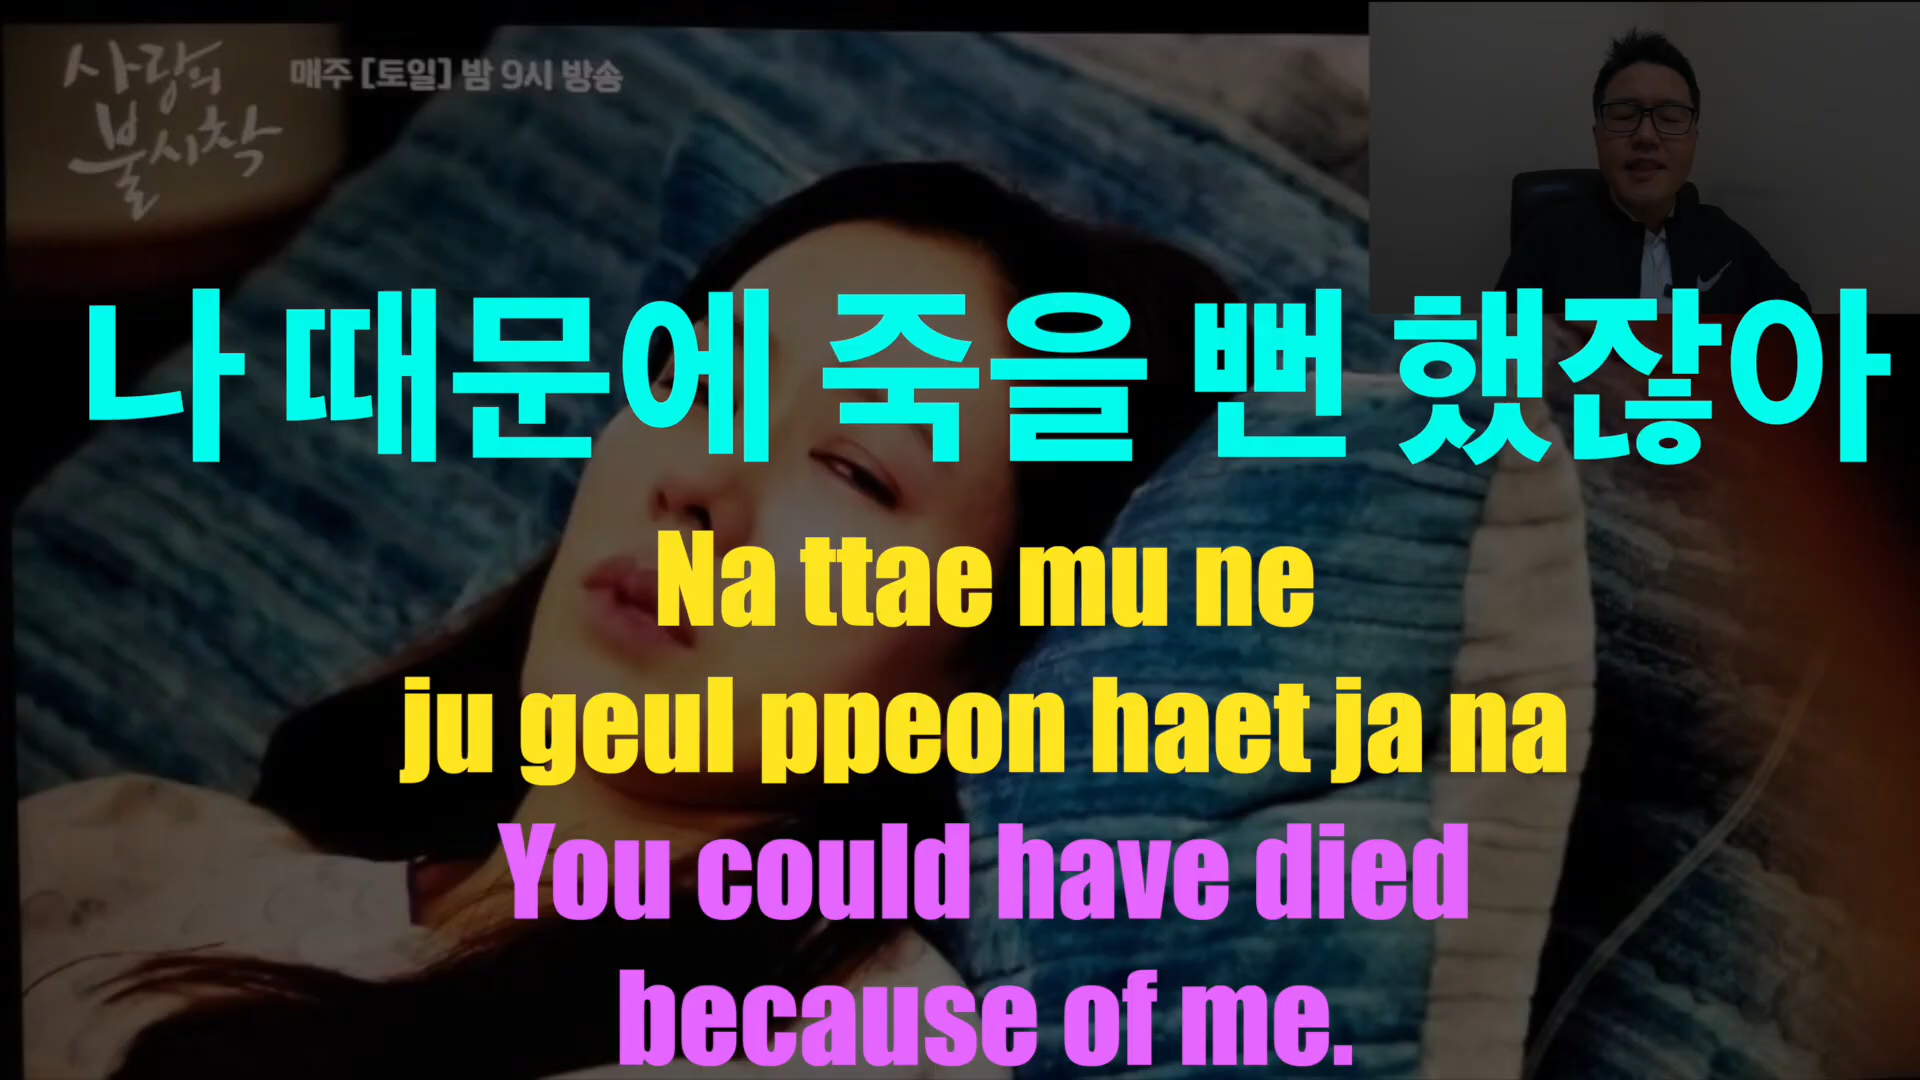 사랑의
불시착
매주 [토일] 밤 9시 방송
나 때문에 죽을 뻔 했잖아
Na ttae mu ne
ju geul ppeon haet ja na
You could have died
because of me.